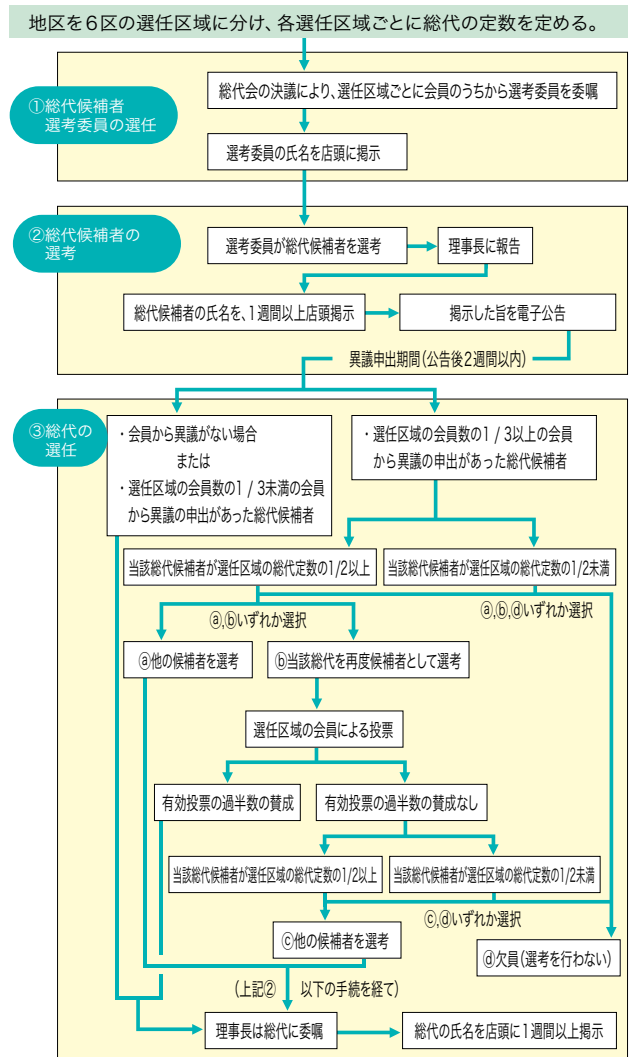 地区を6区の選任区域に分け、各選任区域ごとに総代の定数を定める。
①総代候補者
選考委員の選任
総代会の決議により、選任区域ごとに会員のうちから選考委員を委嘱
選考委員の氏名を店頭に掲示
②総代候補者の
選考
選考委員が総代候補者を選考
理事長に報告
総代候補者の氏名を、1週間以上店頭掲示
掲示した旨を電子公告
異議申出期間(公告後2週間以内)
③総代の
選任
・会員から異議がない場合
または
・選任区域の会員数の1/3未満の会員
から異議の申出があった総代候補者
・選任区域の会員数の1/3以上の会員
から異議の申出があった総代候補者
当該総代候補者が選任区域の総代定数の1/2以上
当該総代候補者が選任区域の総代定数の1/2未満
ⓐ,ⓑいずれか選択
ⓐ,ⓑ,ⓓいずれか選択
ⓐ他の候補者を選考
ⓑ当該総代を再度候補者として選考
選任区域の会員による投票
有効投票の過半数の賛成
有効投票の過半数の賛成なし
当該総代候補者が選任区域の総代定数の1/2以上
当該総代候補者が選任区域の総代定数の1/2未満
ⓒ,ⓓいずれか選択
ⓒ他の候補者を選考
ⓓ欠員(選考を行わない)
(上記② 以下の手続を経て)
理事長は総代に委嘱
総代の氏名を店頭に1週間以上掲示